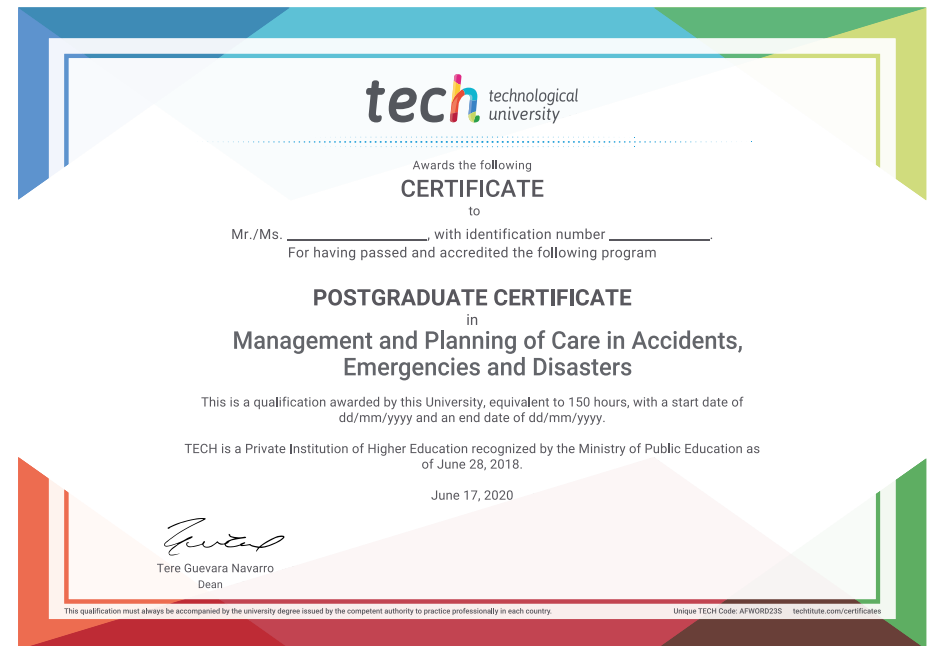 tech technological
university
Awards the following
CERTIFICATE
to
Mr./Ms. ____________________, with identification number ______________.
For having passed and accredited the following program
POSTGRADUATE CERTIFICATE
in
Management and Planning of Care in Accidents,
Emergencies and Disasters
This is a qualification awarded by this University, equivalent to 150 hours, with a start date of
dd/mm/yyyy and an end date of dd/mm/yyyy.
TECH is a Private Institution of Higher Education recognized by the Ministry of Public Education as
of June 28, 2018.
June 17, 2020
Tere Guevara Navarro
Dean
This qualification must always be accompanied by the university degree issued by the competent authority to practice professionally in each country. Unique TECH Code: AFWORD23S techtitute.com/certificates